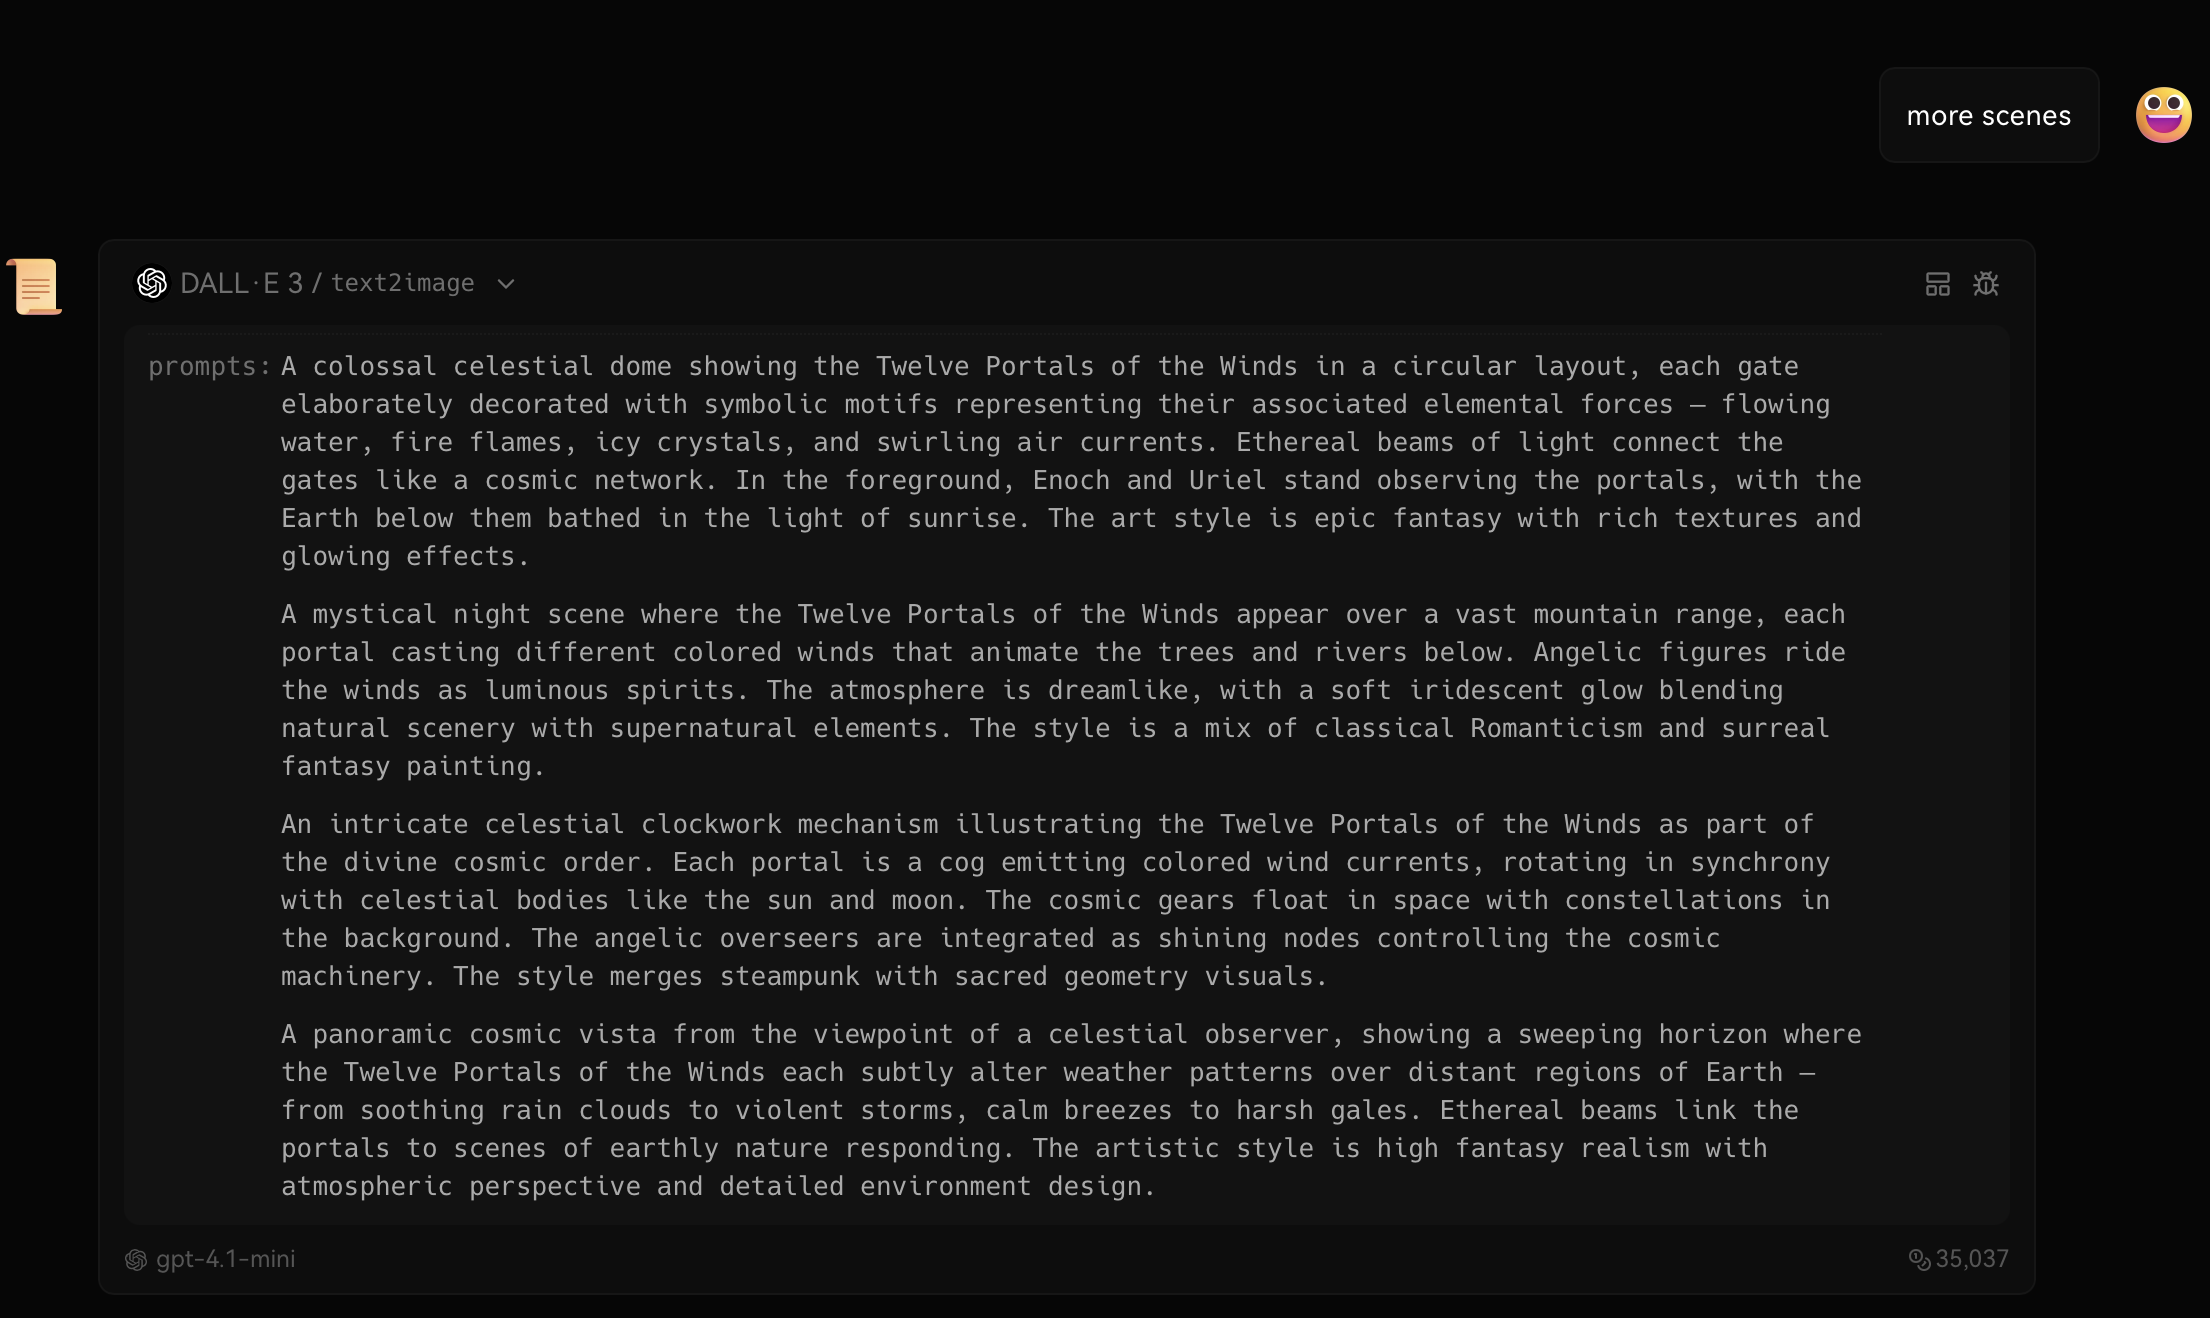 more scenes
DALL·E 3 / text2image
prompts: A colossal celestial dome showing the Twelve Portals of the Winds in a circular layout, each gate
elaborately decorated with symbolic motifs representing their associated elemental forces — flowing
water, fire flames, icy crystals, and swirling air currents. Ethereal beams of light connect the
gates like a cosmic network. In the foreground, Enoch and Uriel stand observing the portals, with the
Earth below them bathed in the light of sunrise. The art style is epic fantasy with rich textures and
glowing effects.
A mystical night scene where the Twelve Portals of the Winds appear over a vast mountain range, each
portal casting different colored winds that animate the trees and rivers below. Angelic figures ride
the winds as luminous spirits. The atmosphere is dreamlike, with a soft iridescent glow blending
natural scenery with supernatural elements. The style is a mix of classical Romanticism and surreal
fantasy painting.
An intricate celestial clockwork mechanism illustrating the Twelve Portals of the Winds as part of
the divine cosmic order. Each portal is a cog emitting colored wind currents, rotating in synchrony
with celestial bodies like the sun and moon. The cosmic gears float in space with constellations in
the background. The angelic overseers are integrated as shining nodes controlling the cosmic
machinery. The style merges steampunk with sacred geometry visuals.
A panoramic cosmic vista from the viewpoint of a celestial observer, showing a sweeping horizon where
the Twelve Portals of the Winds each subtly alter weather patterns over distant regions of Earth —
from soothing rain clouds to violent storms, calm breezes to harsh gales. Ethereal beams link the
portals to scenes of earthly nature responding. The artistic style is high fantasy realism with
atmospheric perspective and detailed environment design.
gpt-4.1-mini
35,037